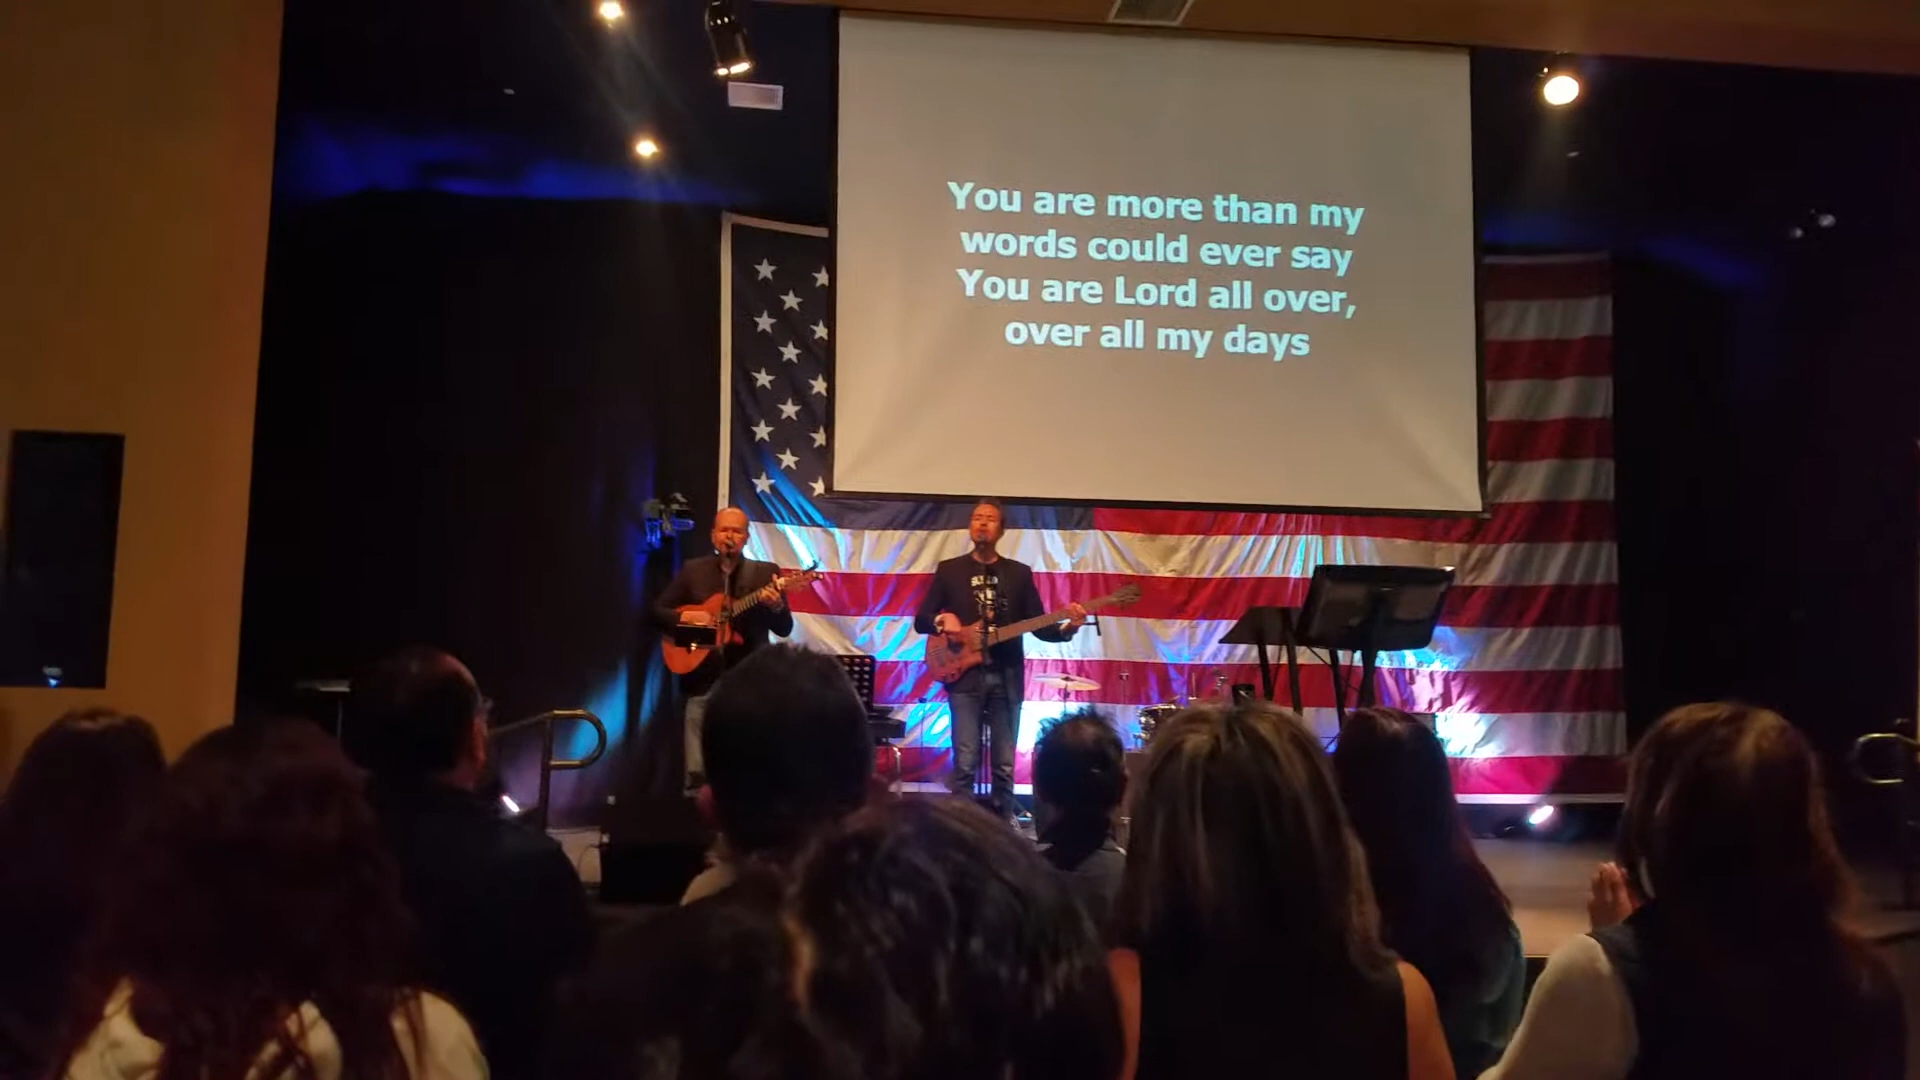 You are more than my
words could ever say
You are Lord all over,
over all my days